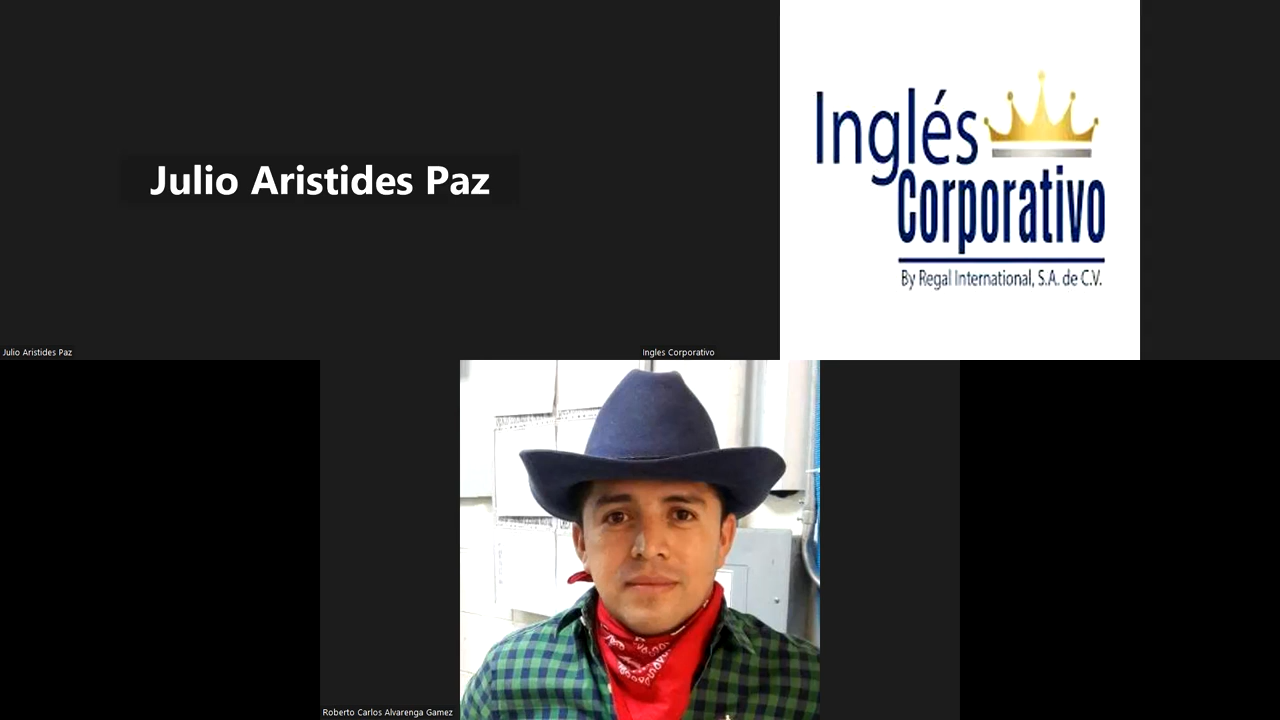 Julio Aristides Paz
Inglés
Corporativo
By Regal International, S.A. de C.V.
Julio Aristides Paz
Ingles Corporativo
Roberto Carlos Alvarenga Gamez